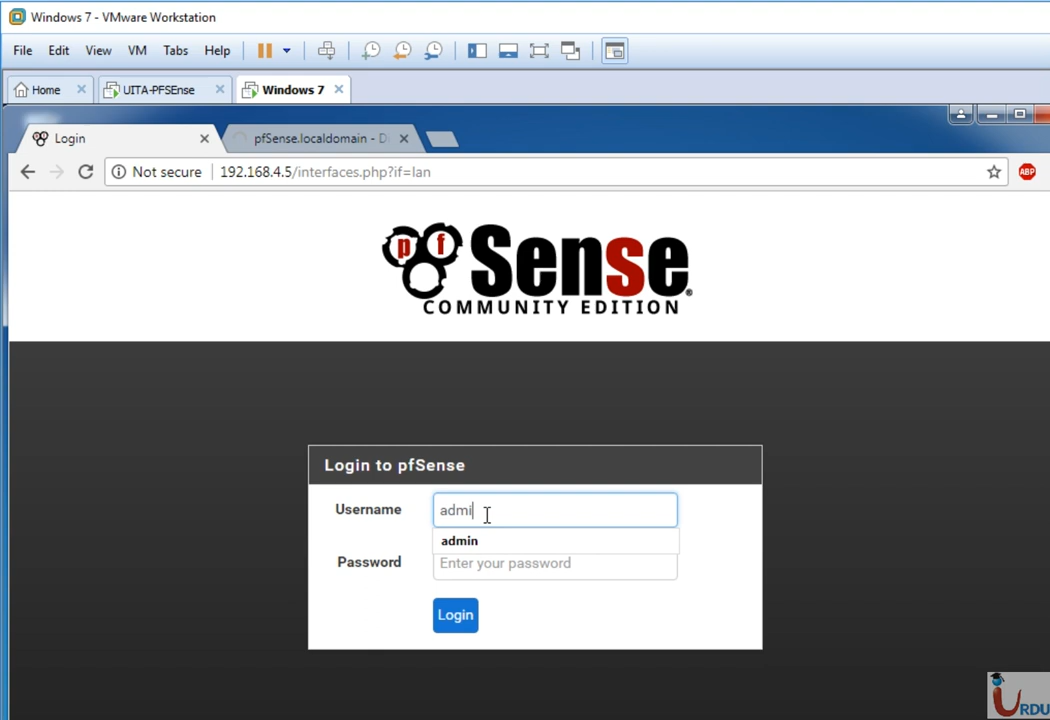 Windows 7 - VMware Workstation
File Edit View VM Tabs Help
Home UITA-PFSEnse Windows 7
Login pfSense.localdomain - D
Not secure 192.168.4.5/interfaces.php?if=lan ABP
pf Sense®
COMMUNITY EDITION
Login to pfSense
Username admi
admin
Password Enter your password
Login
URDU